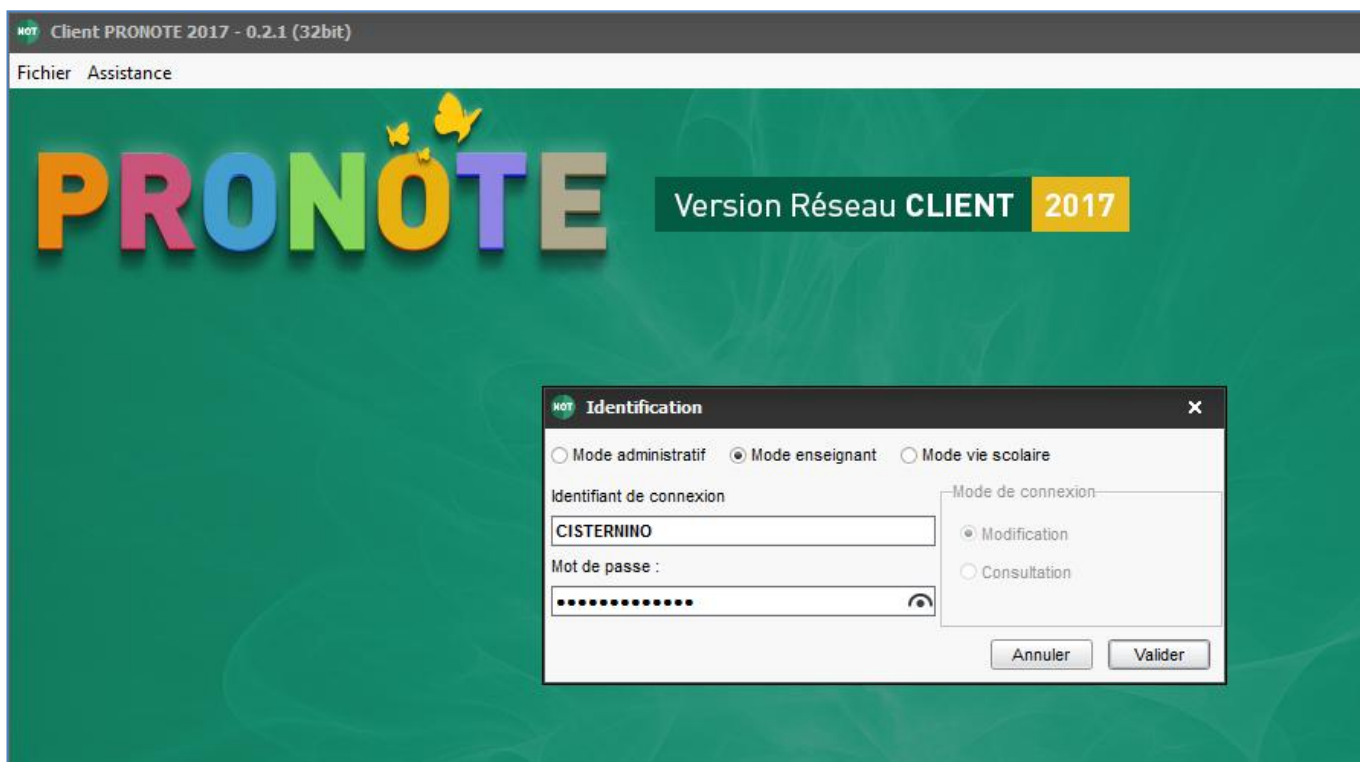 Client PRONOTE 2017 - 0.2.1 (32bit)
Fichier Assistance
PRONOTE
Version Réseau CLIENT 2017
NOT Identification
Mode administratif Mode enseignant Mode vie scolaire
Identifiant de connexion
Mode de connexion
CISTERNINO
Modification
Mot de passe :
Consultation
•••••••••••••
Annuler Valider